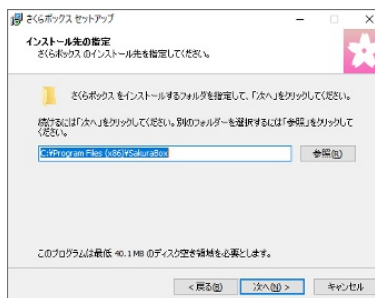 さくらボックス セットアップ
インストール先の指定
さくらボックス のインストール先を指定してください。
さくらボックス をインストールするフォルダを指定して、「次へ」をクリックしてください。
続けるには「次へ」をクリックしてください。別のフォルダーを選択するには「参照」をクリックして
ください。
C:¥Program Files (x86)¥SakuraBox
参照(R)
このプログラムは最低 40.1 MB のディスク空き領域を必要とします。
< 戻る(B)
次へ(N) >
キャンセル